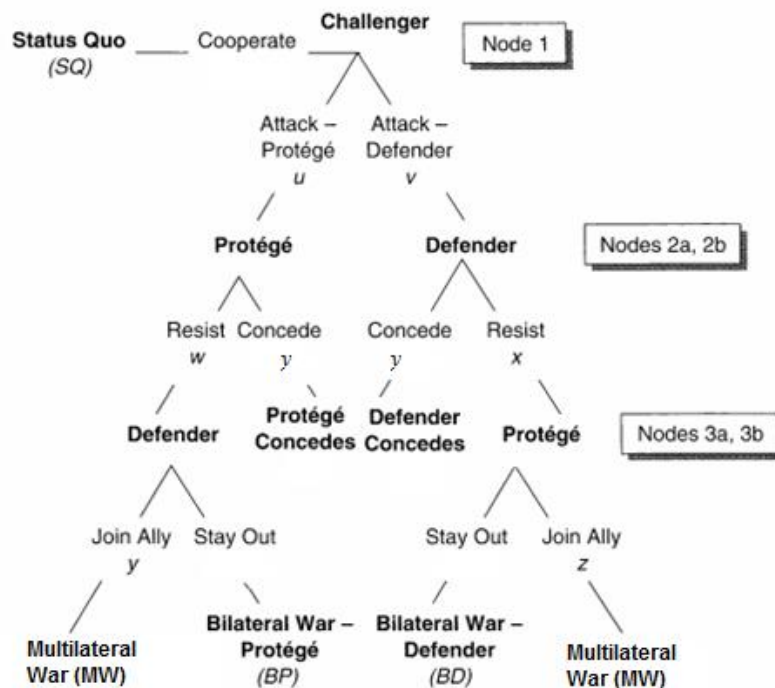 Challenger
Status Quo
(SQ)
Cooperate
Node 1
Attack –
Protégé
u
Attack –
Defender
v
Protégé
Defender
Nodes 2a, 2b
Resist
w
Concede
y
Concede
y
Resist
x
Defender
Protégé
Concedes
Defender
Concedes
Protégé
Nodes 3a, 3b
Join Ally
y
Stay Out
Stay Out
Join Ally
z
Multilateral
War (MW)
Bilateral War –
Protégé
(BP)
Bilateral War –
Defender
(BD)
Multilateral
War (MW)